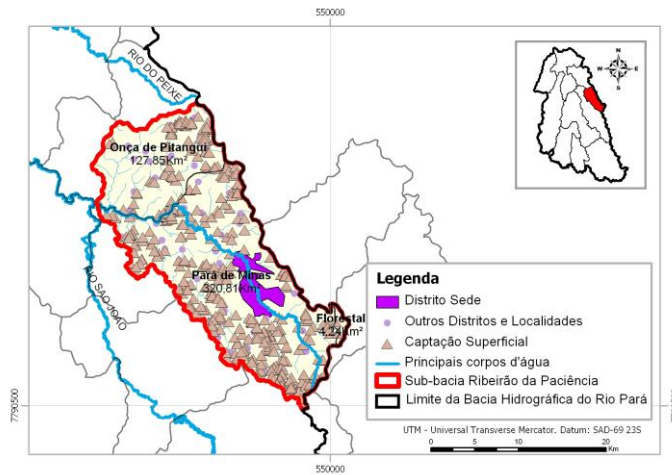 550000
RIO DO PEIXE
N
W E
S
Onça de Pitangui
127,85Km²
RIO SÃO JOÃO
Pará de Minas
320,81Km²
Florestal
4,24Km²
Legenda
Distrito Sede
Outros Distritos e Localidades
Captação Superficial
Principais corpos d'água
Sub-bacia Ribeirão da Paciência
Limite da Bacia Hidrográfica do Rio Pará
7790500
7790500
UTM - Universal Transverse Mercator. Datum: SAD-69 23S
0 5 10 20
Km
550000